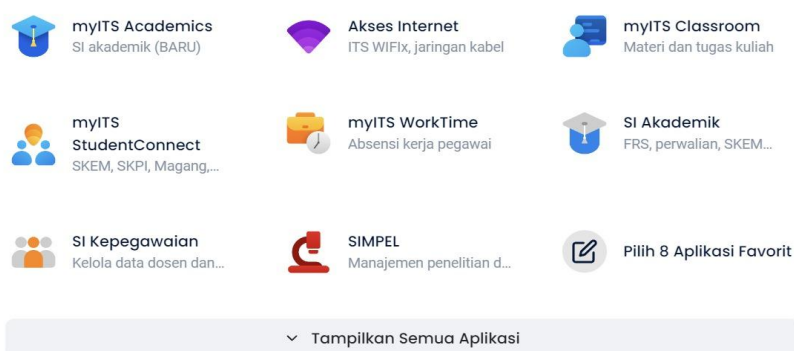 myITS Academics
SI akademik (BARU)
Akses Internet
ITS WIFIx, jaringan kabel
myITS Classroom
Materi dan tugas kuliah
myITS
StudentConnect
SKEM, SKPI, Magang,...
myITS WorkTime
Absensi kerja pegawai
SI Akademik
FRS, perwalian, SKEM...
SI Kepegawaian
Kelola data dosen dan...
SIMPEL
Manajemen penelitian d...
Pilih 8 Aplikasi Favorit
Tampilkan Semua Aplikasi